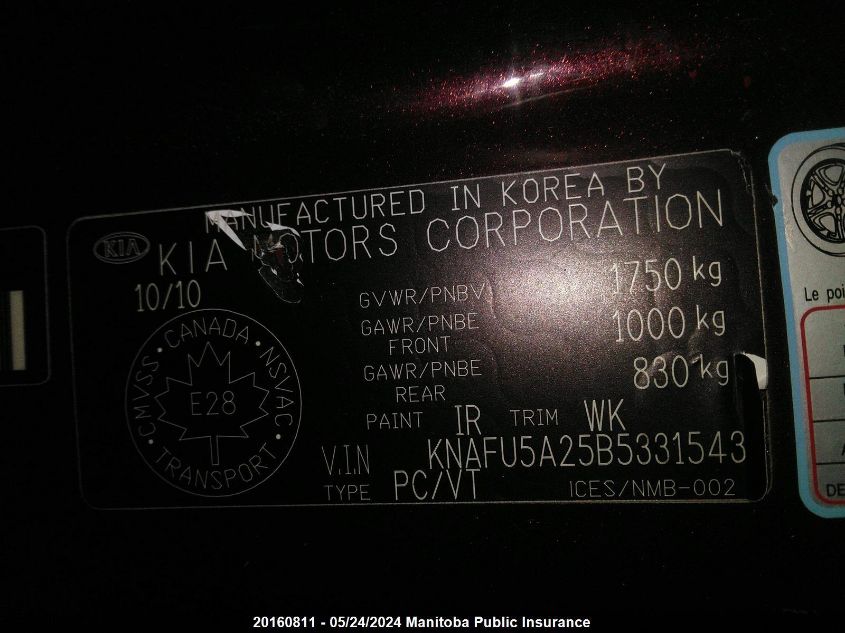 MANUFACTURED IN KOREA BY
KIA KIA MOTORS CORPORATION
10/10
GVWR/PNBV 1750 kg
GAWR/PNBE FRONT 1000 kg
GAWR/PNBE REAR 830 kg
PAINT IR TRIM WK
V.I.N KNAFU5A25B5331543
TYPE PC/VT ICES/NMB-002
CMVSS · CANADA · NSVAC · TRANSPORT ·
E28
Le poi
DE
20160811 - 05/24/2024 Manitoba Public Insurance